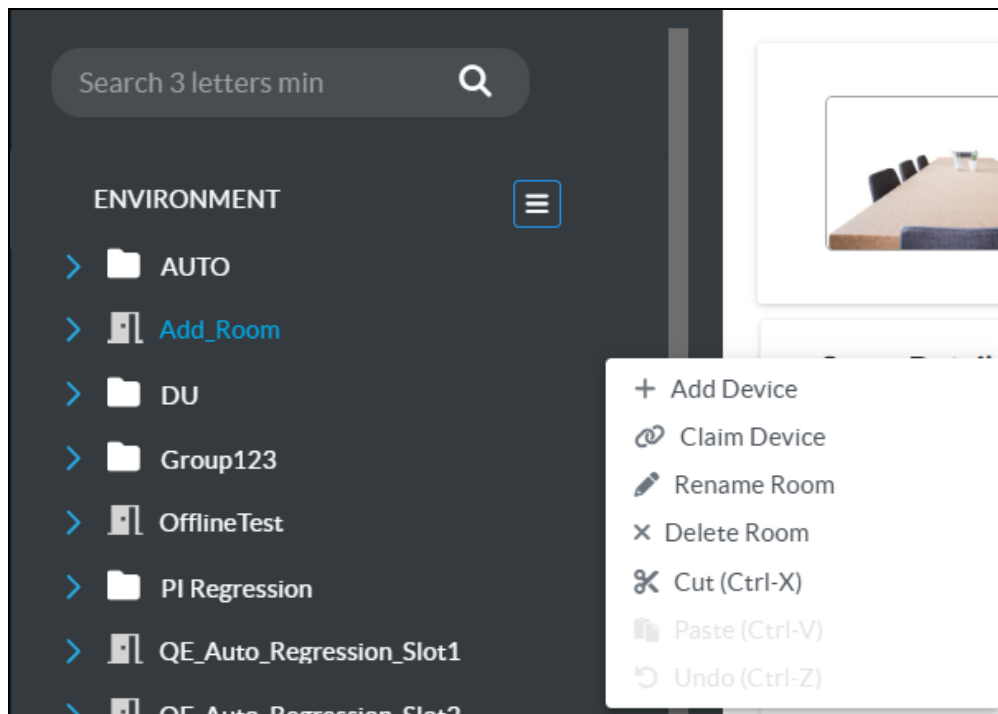 Search 3 letters min
ENVIRONMENT
AUTO
Add_Room
DU
Group123
OfflineTest
PI Regression
QE_Auto_Regression_Slot1
Add Device
Claim Device
Rename Room
Delete Room
Cut (Ctrl-X)
Paste (Ctrl-V)
Undo (Ctrl-Z)